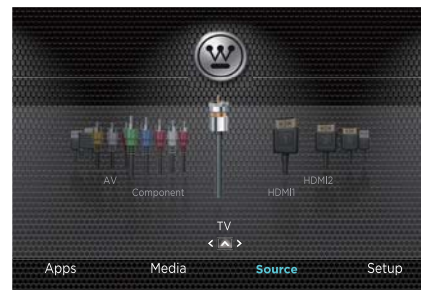 AV
Component
HDMI1
HDMI2
TV
Apps
Media
Source
Setup